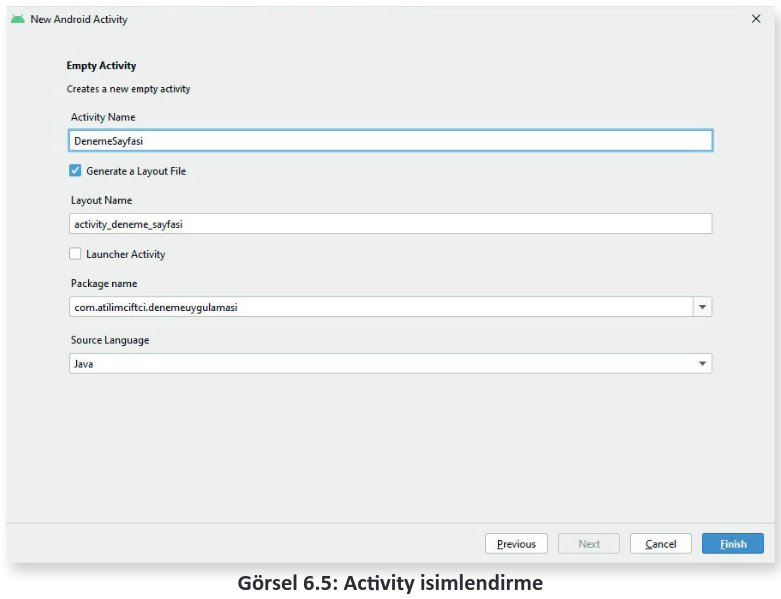 New Android Activity
Empty Activity
Creates a new empty activity
Activity Name
DenemeSayfasi
Generate a Layout File
Layout Name
activity_deneme_sayfasi
Launcher Activity
Package name
com.atilimciftci.denemeuygulamasi
Source Language
Java
Previous Next Cancel Finish
Görsel 6.5: Activity isimlendirme